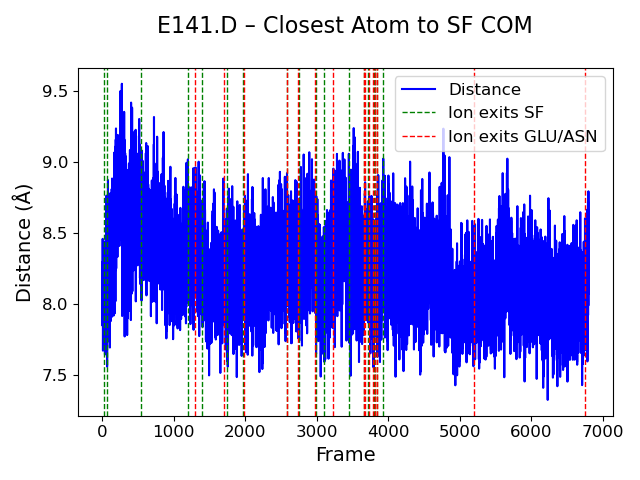 E141.D – Closest Atom to SF COM
Distance
Ion exits SF
Ion exits GLU/ASN
Distance (Å)
9.5
9.0
8.5
8.0
7.5
0 1000 2000 3000 4000 5000 6000 7000
Frame